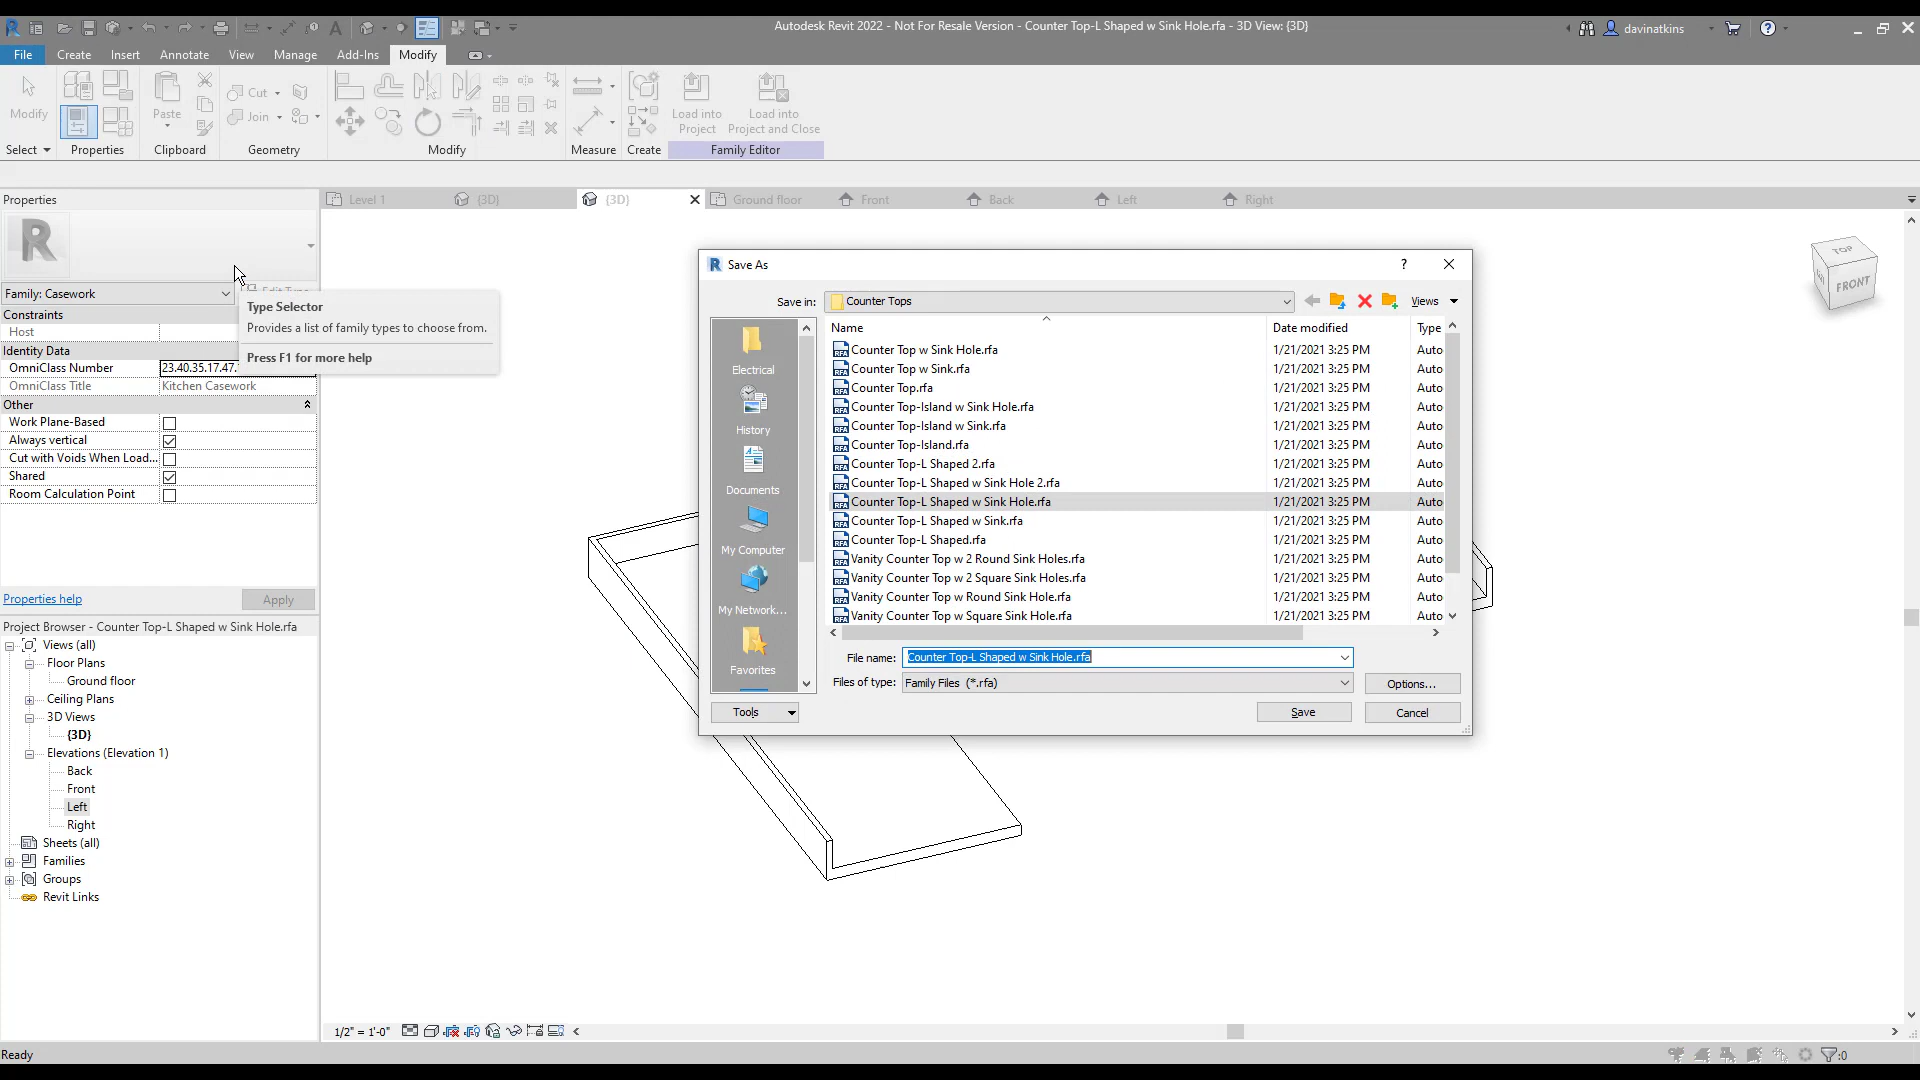 Autodesk Revit 2022 - Not For Resale Version - Counter Top-L Shaped w Sink Hole.rfa - 3D View: {3D}
davinatkins
File Create Insert Annotate View Manage Add-Ins Modify
Modify
Paste
Cut
Join
Load into Project
Load into Project and Close
Select Properties Clipboard Geometry Modify Measure Create Family Editor
Properties
Level 1 {3D} {3D} Ground floor Front Back Left Right
R
Family: Casework
Edit Type
Type Selector
Provides a list of family types to choose from.
Press F1 for more help
Constraints
Host
Identity Data
OmniClass Number 23.40.35.17.47.
OmniClass Title Kitchen Casework
Other
Work Plane-Based
Always vertical
Cut with Voids When Load...
Shared
Room Calculation Point
Properties help
Apply
Project Browser - Counter Top-L Shaped w Sink Hole.rfa
Views (all)
Floor Plans
Ground floor
Ceiling Plans
3D Views
{3D}
Elevations (Elevation 1)
Back
Front
Left
Right
Sheets (all)
Families
Groups
Revit Links
Save As
Save in: Counter Tops
Views
Name Date modified Type
Counter Top w Sink Hole.rfa 1/21/2021 3:25 PM Auto
Counter Top w Sink.rfa 1/21/2021 3:25 PM Auto
Counter Top.rfa 1/21/2021 3:25 PM Auto
Counter Top-Island w Sink Hole.rfa 1/21/2021 3:25 PM Auto
Counter Top-Island w Sink.rfa 1/21/2021 3:25 PM Auto
Counter Top-Island.rfa 1/21/2021 3:25 PM Auto
Counter Top-L Shaped 2.rfa 1/21/2021 3:25 PM Auto
Counter Top-L Shaped w Sink Hole 2.rfa 1/21/2021 3:25 PM Auto
Counter Top-L Shaped w Sink Hole.rfa 1/21/2021 3:25 PM Auto
Counter Top-L Shaped w Sink.rfa 1/21/2021 3:25 PM Auto
Counter Top-L Shaped.rfa 1/21/2021 3:25 PM Auto
Vanity Counter Top w 2 Round Sink Holes.rfa 1/21/2021 3:25 PM Auto
Vanity Counter Top w 2 Square Sink Holes.rfa 1/21/2021 3:25 PM Auto
Vanity Counter Top w Round Sink Hole.rfa 1/21/2021 3:25 PM Auto
Vanity Counter Top w Square Sink Hole.rfa 1/21/2021 3:25 PM Auto
Electrical
History
Documents
My Computer
My Network...
Favorites
File name: Counter Top-L Shaped w Sink Hole.rfa
Files of type: Family Files (*.rfa)
Options...
Tools
Save
Cancel
TOP
FRONT
1/2" = 1'-0"
Ready
:0